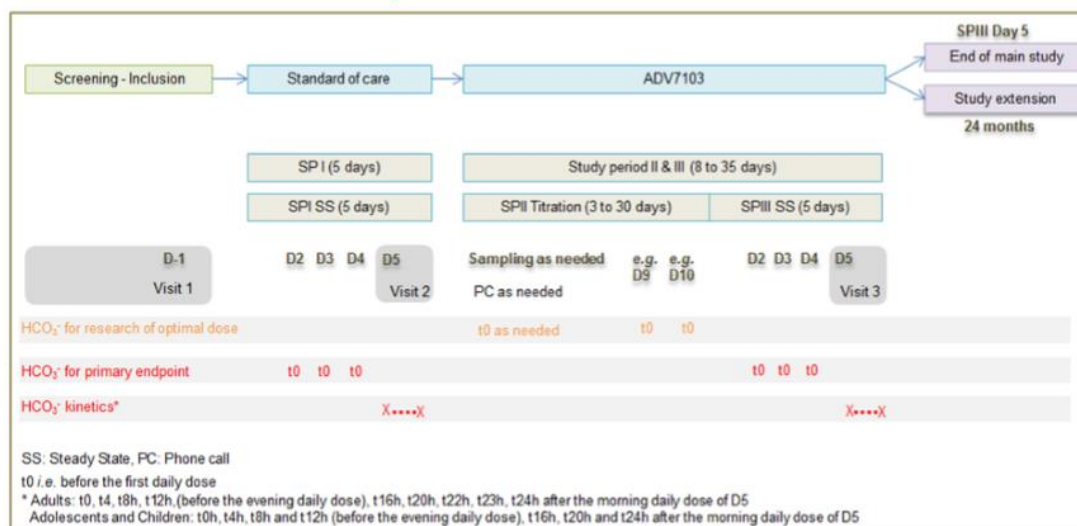 SPIII Day 5
Screening - Inclusion
Standard of care
ADV7103
End of main study
Study extension
24 months
SP I (5 days)
Study period II & III (8 to 35 days)
SPI SS (5 days)
SPII Titration (3 to 30 days)
SPIII SS (5 days)
D-1
Visit 1
D2 D3 D4 D5
Visit 2
Sampling as needed
PC as needed
e.g. D9
e.g. D10
D2 D3 D4 D5
Visit 3
HCO₃⁻ for research of optimal dose t0 as needed t0 t0
HCO₃⁻ for primary endpoint t0 t0 t0 t0 t0 t0
HCO₃⁻ kinetics* X••••X X••••X
SS: Steady State, PC: Phone call
t0 i.e. before the first daily dose
* Adults: t0, t4, t8h, t12h,(before the evening daily dose), t16h, t20h, t22h, t23h, t24h after the morning daily dose of D5
Adolescents and Children: t0h, t4h, t8h and t12h (before the evening daily dose), t16h, t20h and t24h after the morning daily dose of D5